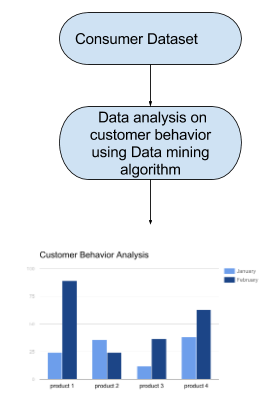 Consumer Dataset
Data analysis on
customer behavior
using Data mining
algorithm
Customer Behavior Analysis
January
February
100
75
50
25
0
product 1
product 2
product 3
product 4